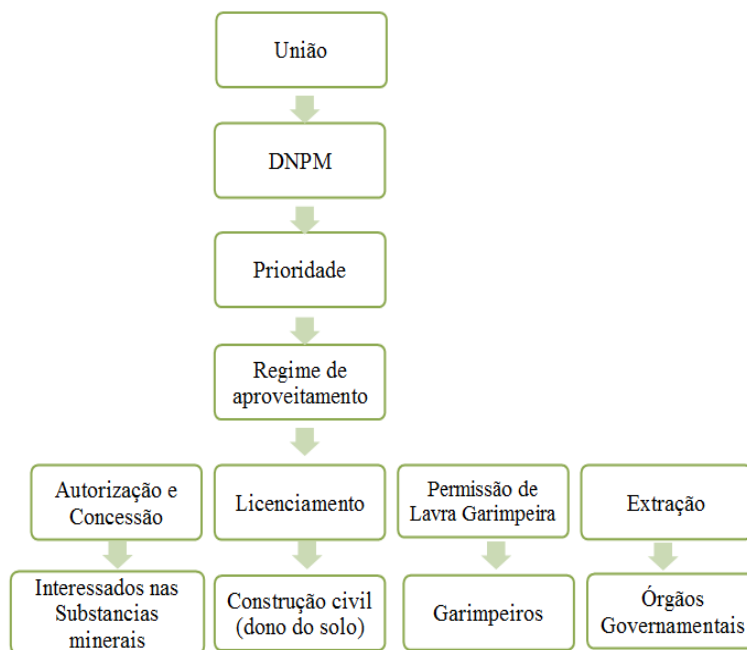 União
DNPM
Prioridade
Regime de
aproveitamento
Autorização e
Concessão
Licenciamento
Permissão de
Lavra Garimpeira
Extração
Interessados nas
Substancias
minerais
Construção civil
(dono do solo)
Garimpeiros
Órgãos
Governamentais